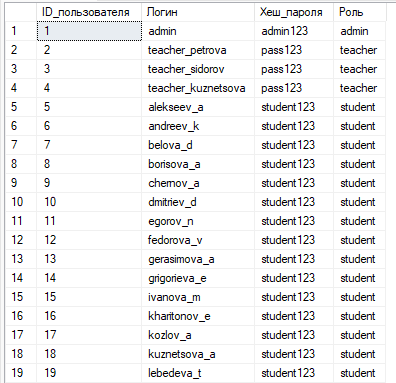 ID_пользователя Логин Хеш_пароля Роль
1 1 admin admin123 admin
2 2 teacher_petrova pass123 teacher
3 3 teacher_sidorov pass123 teacher
4 4 teacher_kuznetsova pass123 teacher
5 5 alekseev_a student123 student
6 6 andreev_k student123 student
7 7 belova_d student123 student
8 8 borisova_a student123 student
9 9 chernov_a student123 student
10 10 dmitriev_d student123 student
11 11 egorov_n student123 student
12 12 fedorova_v student123 student
13 13 gerasimova_a student123 student
14 14 grigorieva_e student123 student
15 15 ivanova_m student123 student
16 16 kharitonov_e student123 student
17 17 kozlov_a student123 student
18 18 kuznetsova_a student123 student
19 19 lebedeva_t student123 student